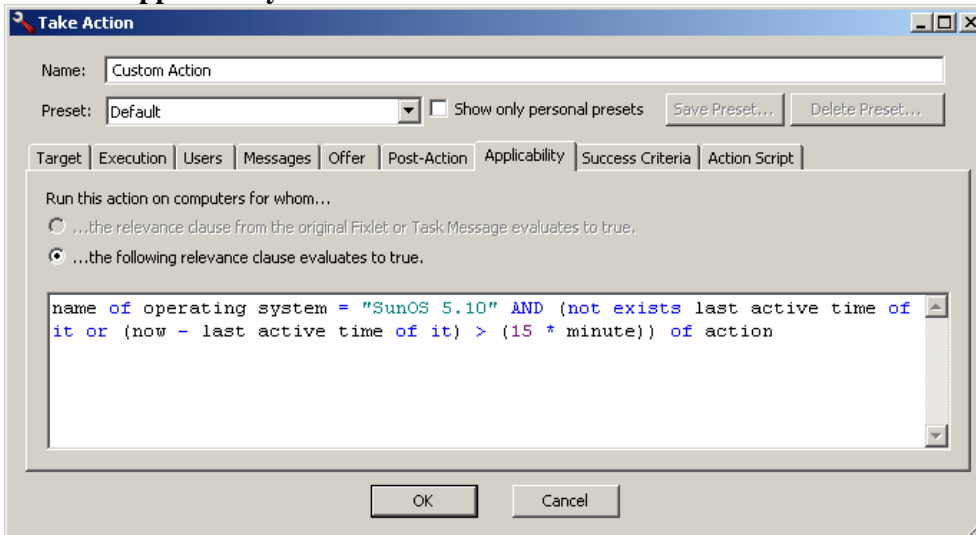 Take Action
Name: Custom Action
Preset: Default Show only personal presets Save Preset... Delete Preset...
Target Execution Users Messages Offer Post-Action Applicability Success Criteria Action Script
Run this action on computers for whom...
...the relevance clause from the original Fixlet or Task Message evaluates to true.
...the following relevance clause evaluates to true.
name of operating system = "SunOS 5.10" AND (not exists last active time of
it or (now - last active time of it) > (15 * minute)) of action
OK Cancel